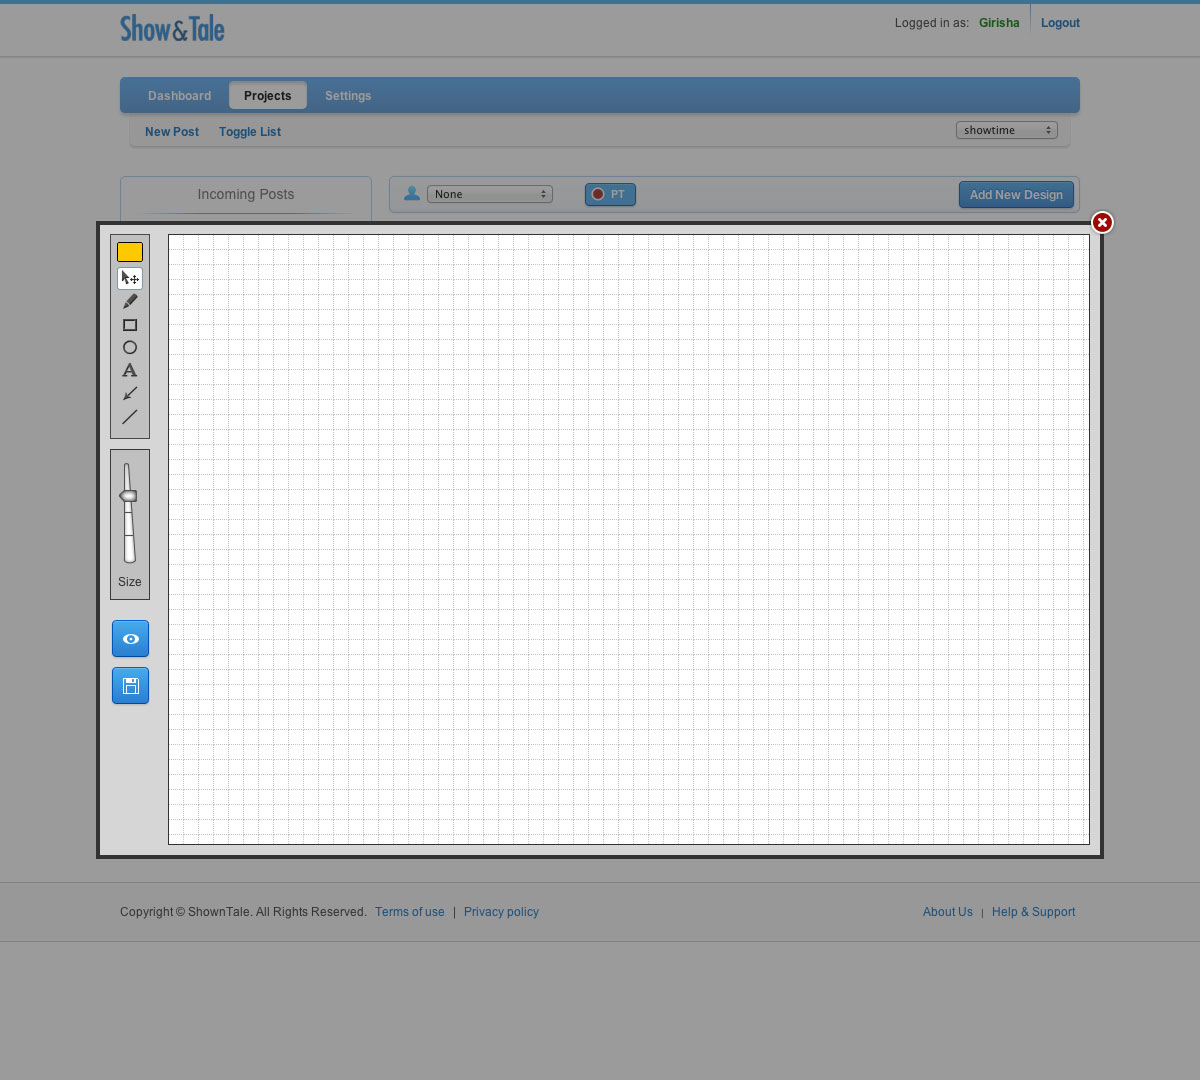 Show&Tale
Logged in as: Girisha Logout
Dashboard Projects Settings
New Post Toggle List showtime
Incoming Posts None PT Add New Design
A
Size
Copyright © ShownTale. All Rights Reserved. Terms of use | Privacy policy About Us | Help & Support